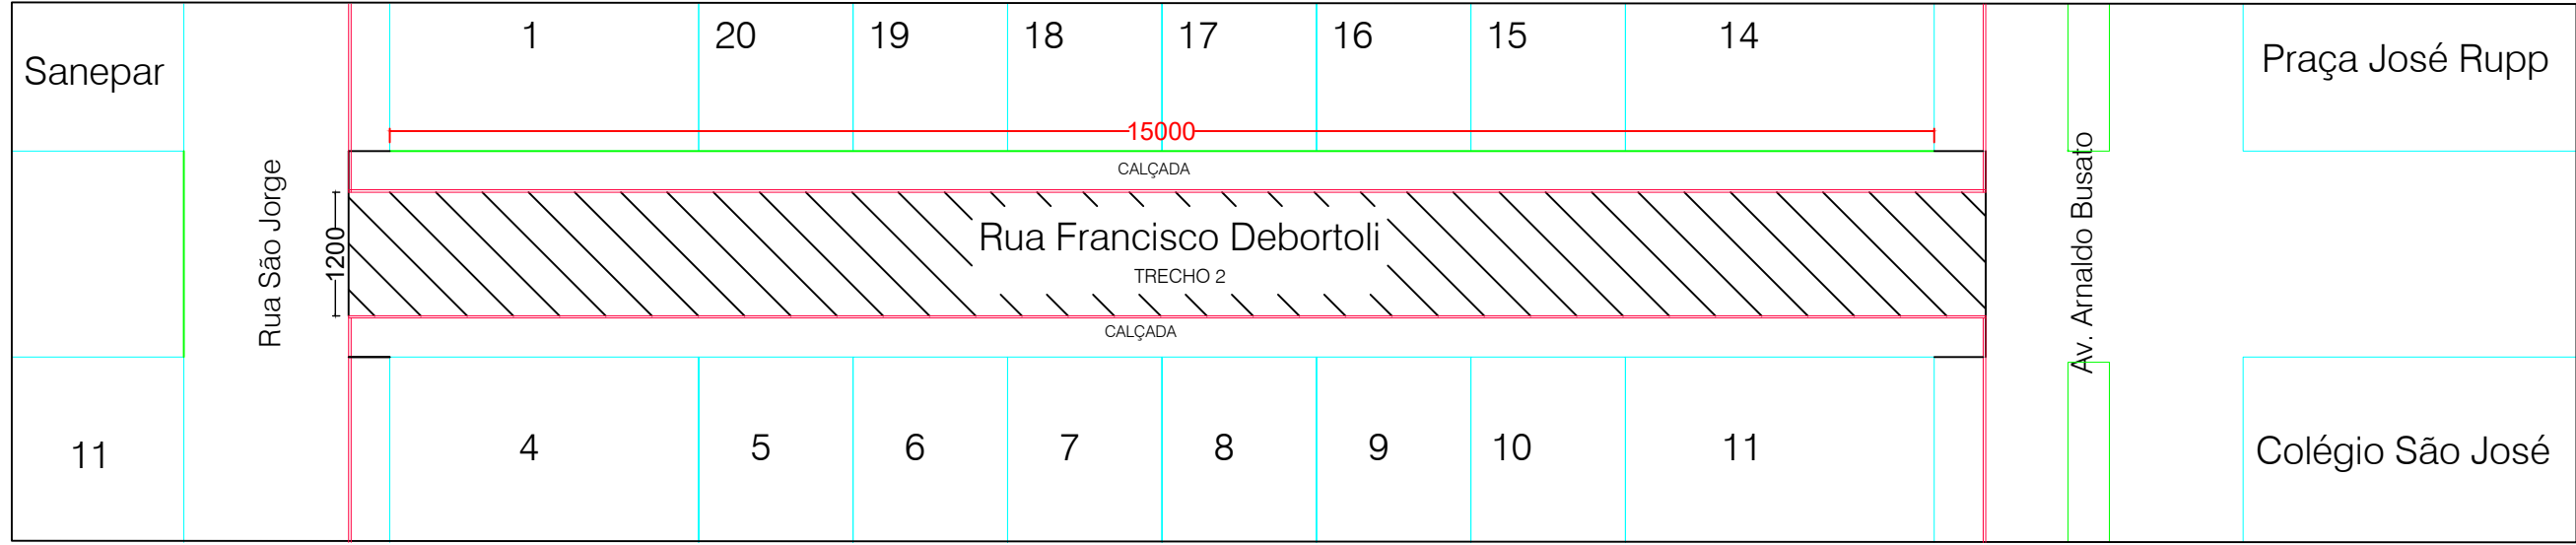 1 20 19 18 17 16 15 14
Sanepar
Praça José Rupp
15000
CALÇADA
Rua São Jorge
1200
Rua Francisco Debortoli
TRECHO 2
Av. Arnaldo Busato
CALÇADA
11
4 5 6 7 8 9 10 11
Colégio São José